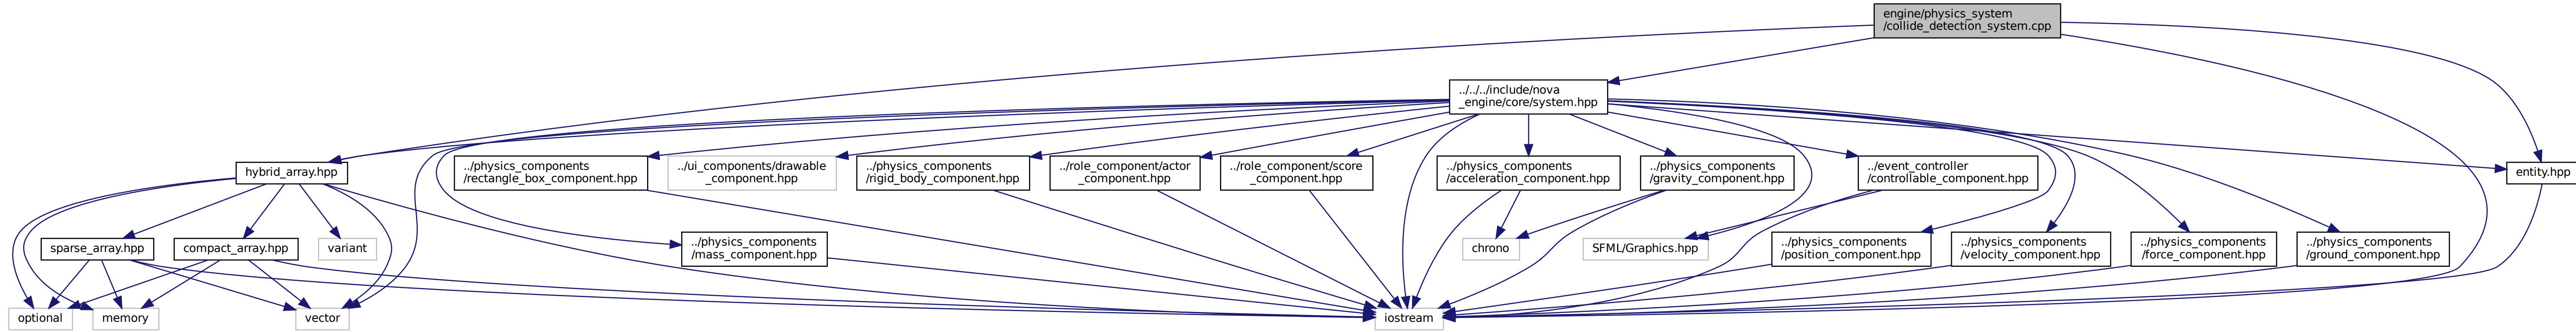 engine/physics_system
/collide_detection_system.cpp
../../../include/nova
_engine/core/system.hpp
hybrid_array.hpp
../physics_components
/rectangle_box_component.hpp
../ui_components/drawable
_component.hpp
../physics_components
/rigid_body_component.hpp
../role_component/actor
_component.hpp
../role_component/score
_component.hpp
../physics_components
/acceleration_component.hpp
../physics_components
/gravity_component.hpp
../event_controller
/controllable_component.hpp
entity.hpp
sparse_array.hpp
compact_array.hpp
variant
../physics_components
/mass_component.hpp
chrono
SFML/Graphics.hpp
../physics_components
/position_component.hpp
../physics_components
/velocity_component.hpp
../physics_components
/force_component.hpp
../physics_components
/ground_component.hpp
optional
memory
vector
iostream